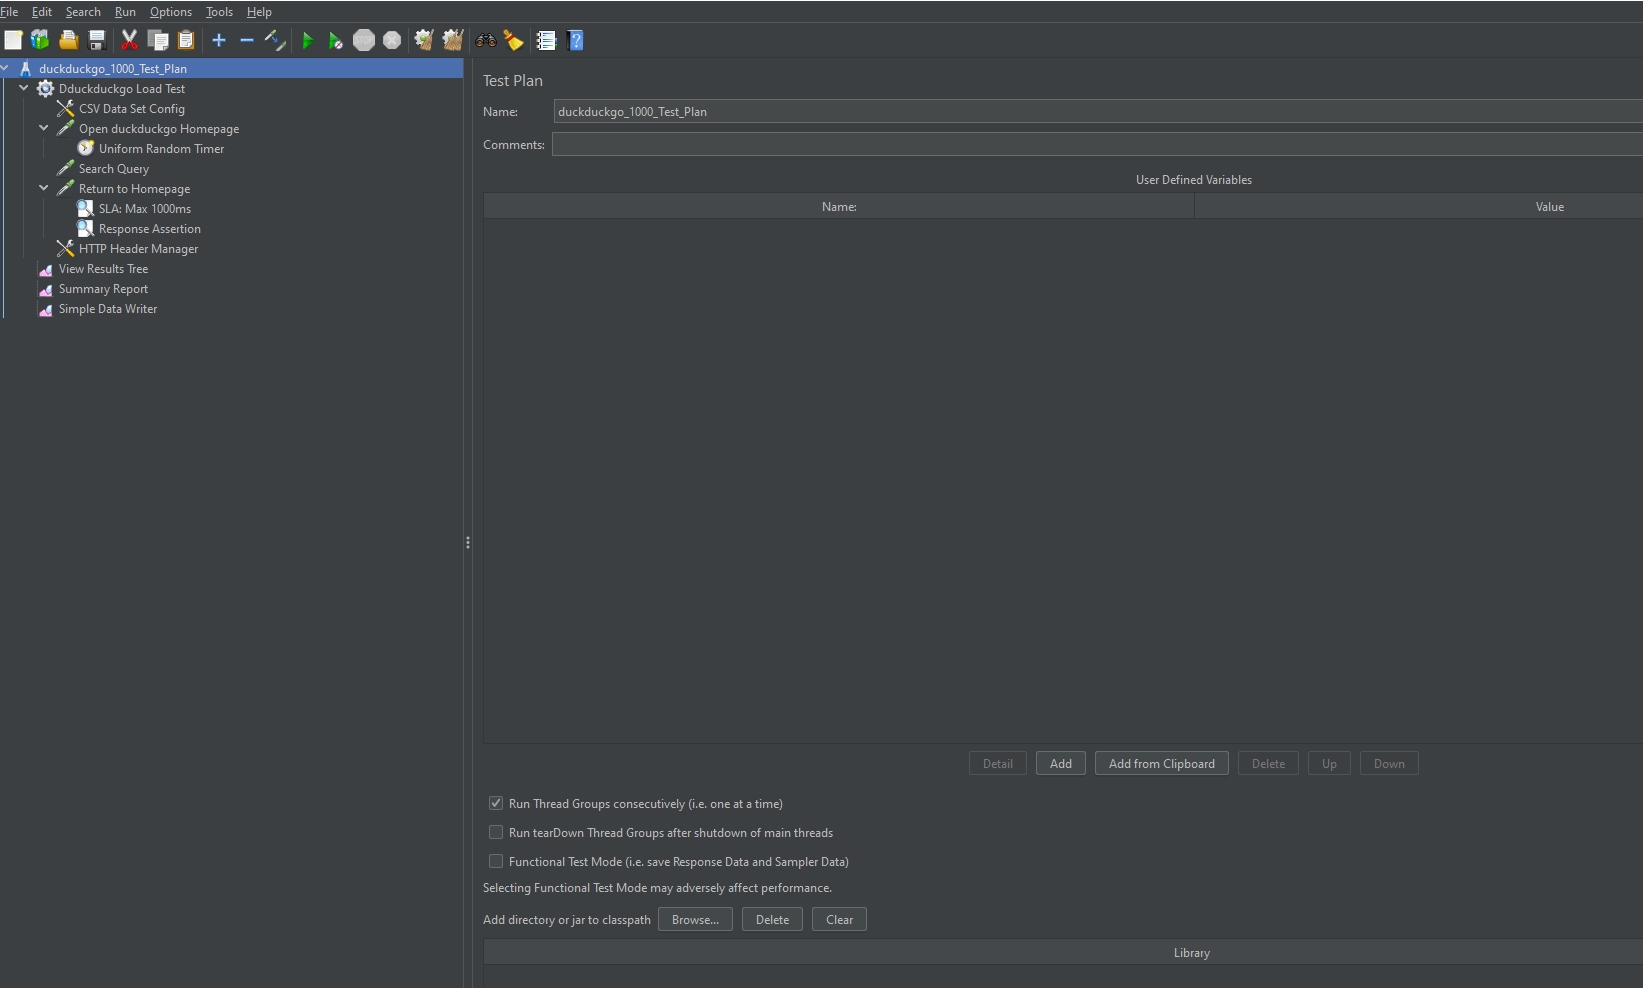 File Edit Search Run Options Tools Help
duckduckgo_1000_Test_Plan
Dduckduckgo Load Test
CSV Data Set Config
Open duckduckgo Homepage
Uniform Random Timer
Search Query
Return to Homepage
SLA: Max 1000ms
Response Assertion
HTTP Header Manager
View Results Tree
Summary Report
Simple Data Writer
Test Plan
Name: duckduckgo_1000_Test_Plan
Comments:
User Defined Variables
Name: Value
Detail Add Add from Clipboard Delete Up Down
Run Thread Groups consecutively (i.e. one at a time)
Run tearDown Thread Groups after shutdown of main threads
Functional Test Mode (i.e. save Response Data and Sampler Data)
Selecting Functional Test Mode may adversely affect performance.
Add directory or jar to classpath Browse... Delete Clear
Library